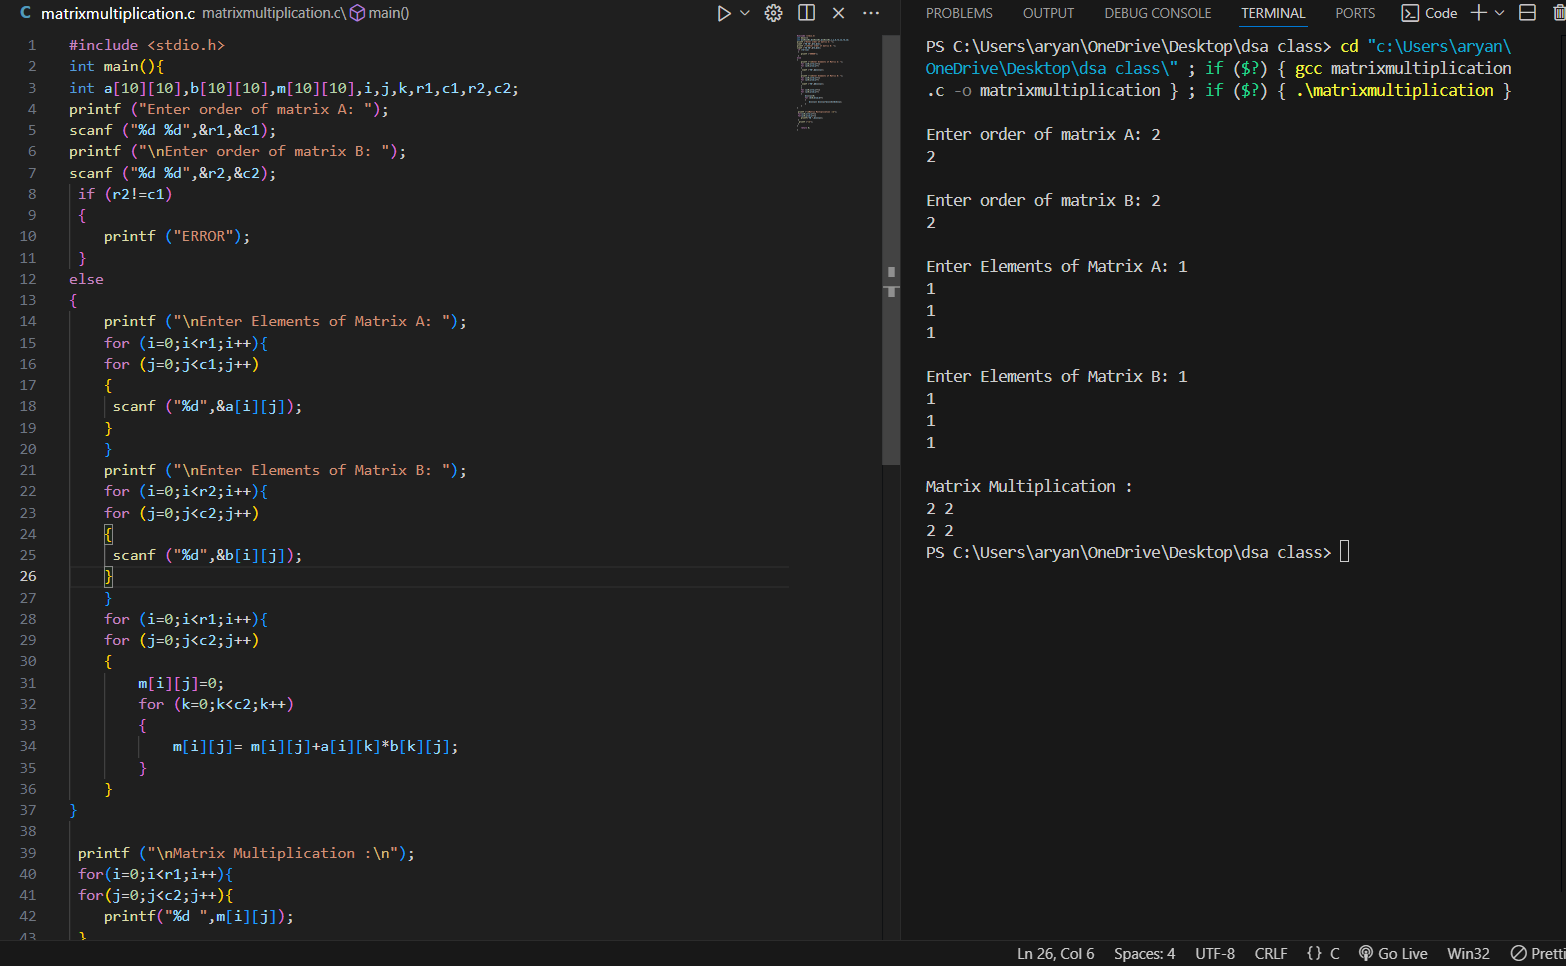 C matrixmultiplication.c matrixmultiplication.c\ main()
1 #include <stdio.h>
2 int main(){
3 int a[10][10],b[10][10],m[10][10],i,j,k,r1,c1,r2,c2;
4 printf ("Enter order of matrix A: ");
5 scanf ("%d %d",&r1,&c1);
6 printf ("\nEnter order of matrix B: ");
7 scanf ("%d %d",&r2,&c2);
8 if (r2!=c1)
9 {
10 printf ("ERROR");
11 }
12 else
13 {
14 printf ("\nEnter Elements of Matrix A: ");
15 for (i=0;i<r1;i++){
16 for (j=0;j<c1;j++)
17 {
18 scanf ("%d",&a[i][j]);
19 }
20 }
21 printf ("\nEnter Elements of Matrix B: ");
22 for (i=0;i<r2;i++){
23 for (j=0;j<c2;j++)
24 {
25 scanf ("%d",&b[i][j]);
26 }
27 }
28 for (i=0;i<r1;i++){
29 for (j=0;j<c2;j++)
30 {
31 m[i][j]=0;
32 for (k=0;k<c2;k++)
33 {
34 m[i][j]= m[i][j]+a[i][k]*b[k][j];
35 }
36 }
37 }
38
39 printf ("\nMatrix Multiplication :\n");
40 for(i=0;i<r1;i++){
41 for(j=0;j<c2;j++){
42 printf("%d ",m[i][j]);
43 }
PROBLEMS OUTPUT DEBUG CONSOLE TERMINAL PORTS Code
PS C:\Users\aryan\OneDrive\Desktop\dsa class> cd "c:\Users\aryan\
OneDrive\Desktop\dsa class\" ; if ($?) { gcc matrixmultiplication
.c -o matrixmultiplication } ; if ($?) { .\matrixmultiplication }
Enter order of matrix A: 2
2
Enter order of matrix B: 2
2
Enter Elements of Matrix A: 1
1
1
1
Enter Elements of Matrix B: 1
1
1
1
Matrix Multiplication :
2 2
2 2
PS C:\Users\aryan\OneDrive\Desktop\dsa class>
Ln 26, Col 6 Spaces: 4 UTF-8 CRLF {} C Go Live Win32 Pretti